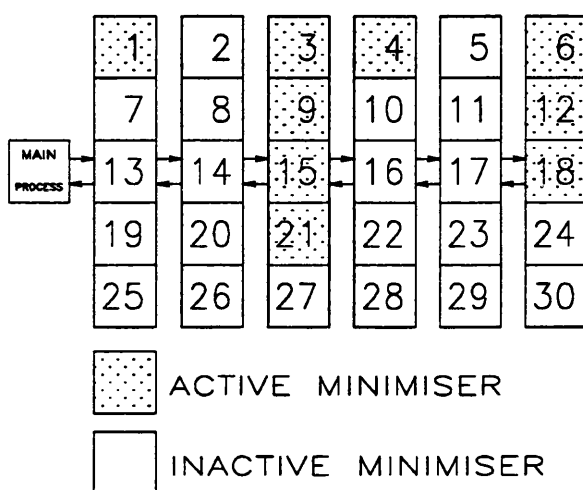 1 2 3 4 5 6
7 8 9 10 11 12
MAIN
PROCESS
13 14 15 16 17 18
19 20 21 22 23 24
25 26 27 28 29 30
ACTIVE MINIMISER
INACTIVE MINIMISER